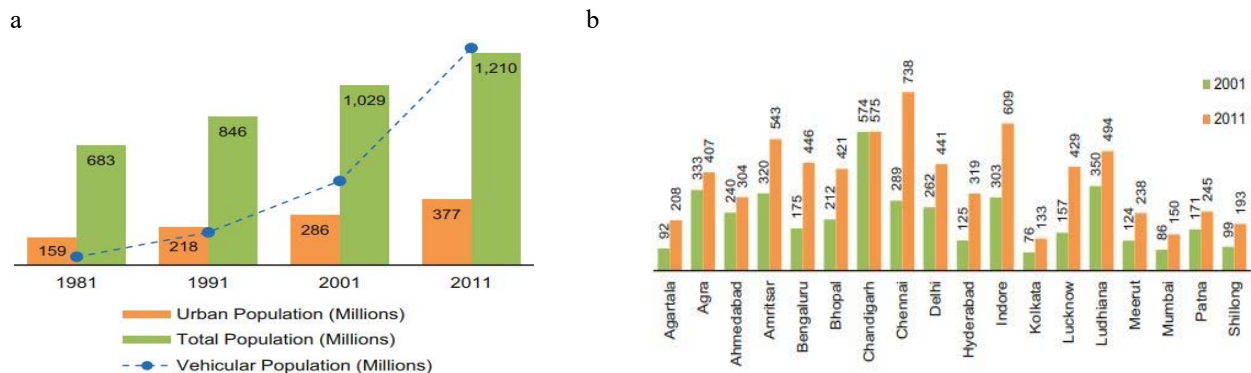 a
1,210
1,029
846
683
377
286
218
159
1981 1991 2001 2011
Urban Population (Millions)
Total Population (Millions)
Vehicular Population (Millions)
b
2001
2011
92 208
333 407
240 304
320 543
175 446
212 421
574 575
289 738
262 441
125 319
303 609
76 133
157 429
350 494
124 238
86 150
171 245
99 193
Agartala
Agra
Ahmedabad
Amritsar
Bengaluru
Bhopal
Chandigarh
Chennai
Delhi
Hyderabad
Indore
Kolkata
Lucknow
Ludhiana
Meerut
Mumbai
Patna
Shillong